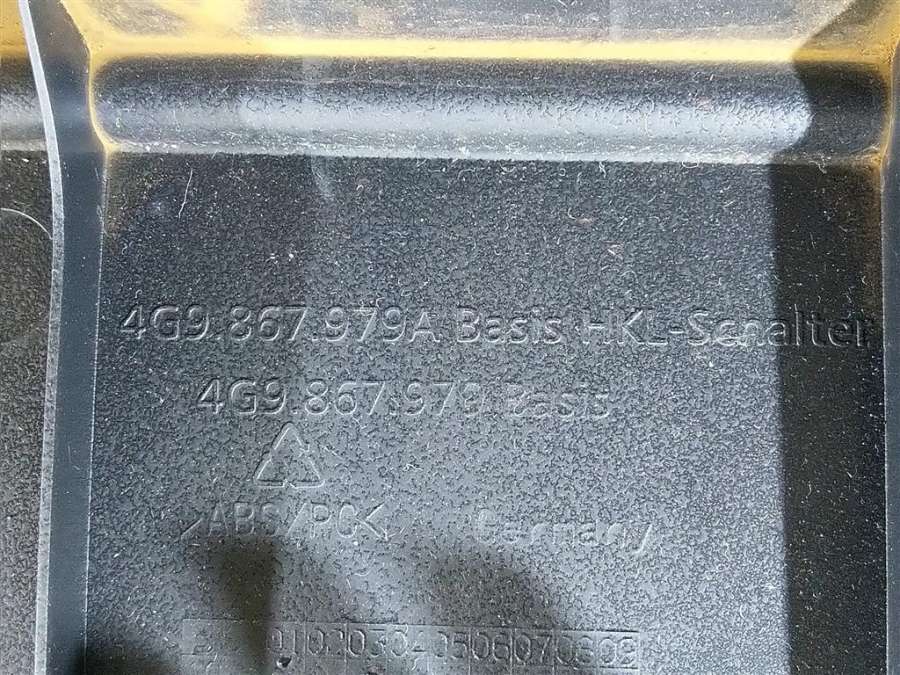 4G9.867.979A Basis HKL-Schalter
4G9.867.979 Basis
>ABS/PC< Germany
01 02 03 04 05 06 07 08 09